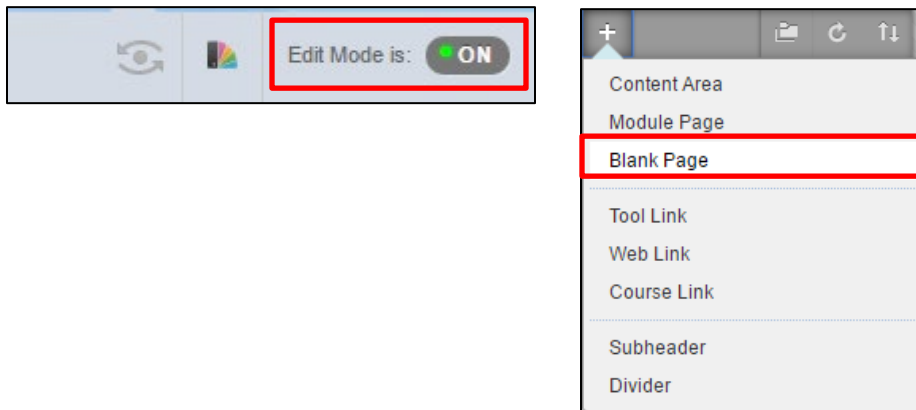 Edit Mode is: ON
Content Area
Module Page
Blank Page
Tool Link
Web Link
Course Link
Subheader
Divider